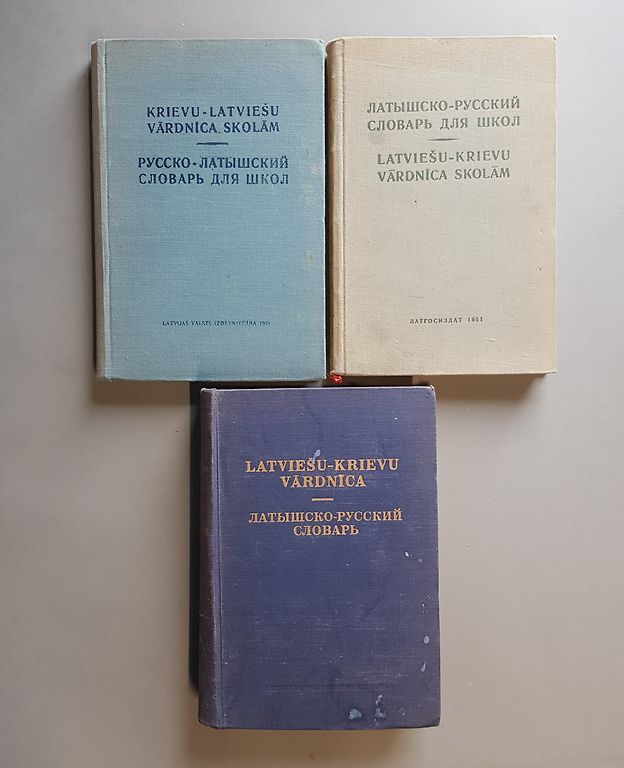 KRIEVU-LATVIEŠU
VĀRDNĪCA SKOLĀM
РУССКО-ЛАТЫШСКИЙ
СЛОВАРЬ ДЛЯ ШКОЛ
LATVIJAS VALSTS IZDEVNIECĪBA
ЛАТЫШСКО-РУССКИЙ
СЛОВАРЬ ДЛЯ ШКОЛ
LATVIEŠU-KRIEVU
VĀRDNĪCA SKOLĀM
ЛАТГОСИЗДАТ 1951
LATVIEŠU-KRIEVU
VĀRDNĪCA
ЛАТЫШСКО-РУССКИЙ
СЛОВАРЬ